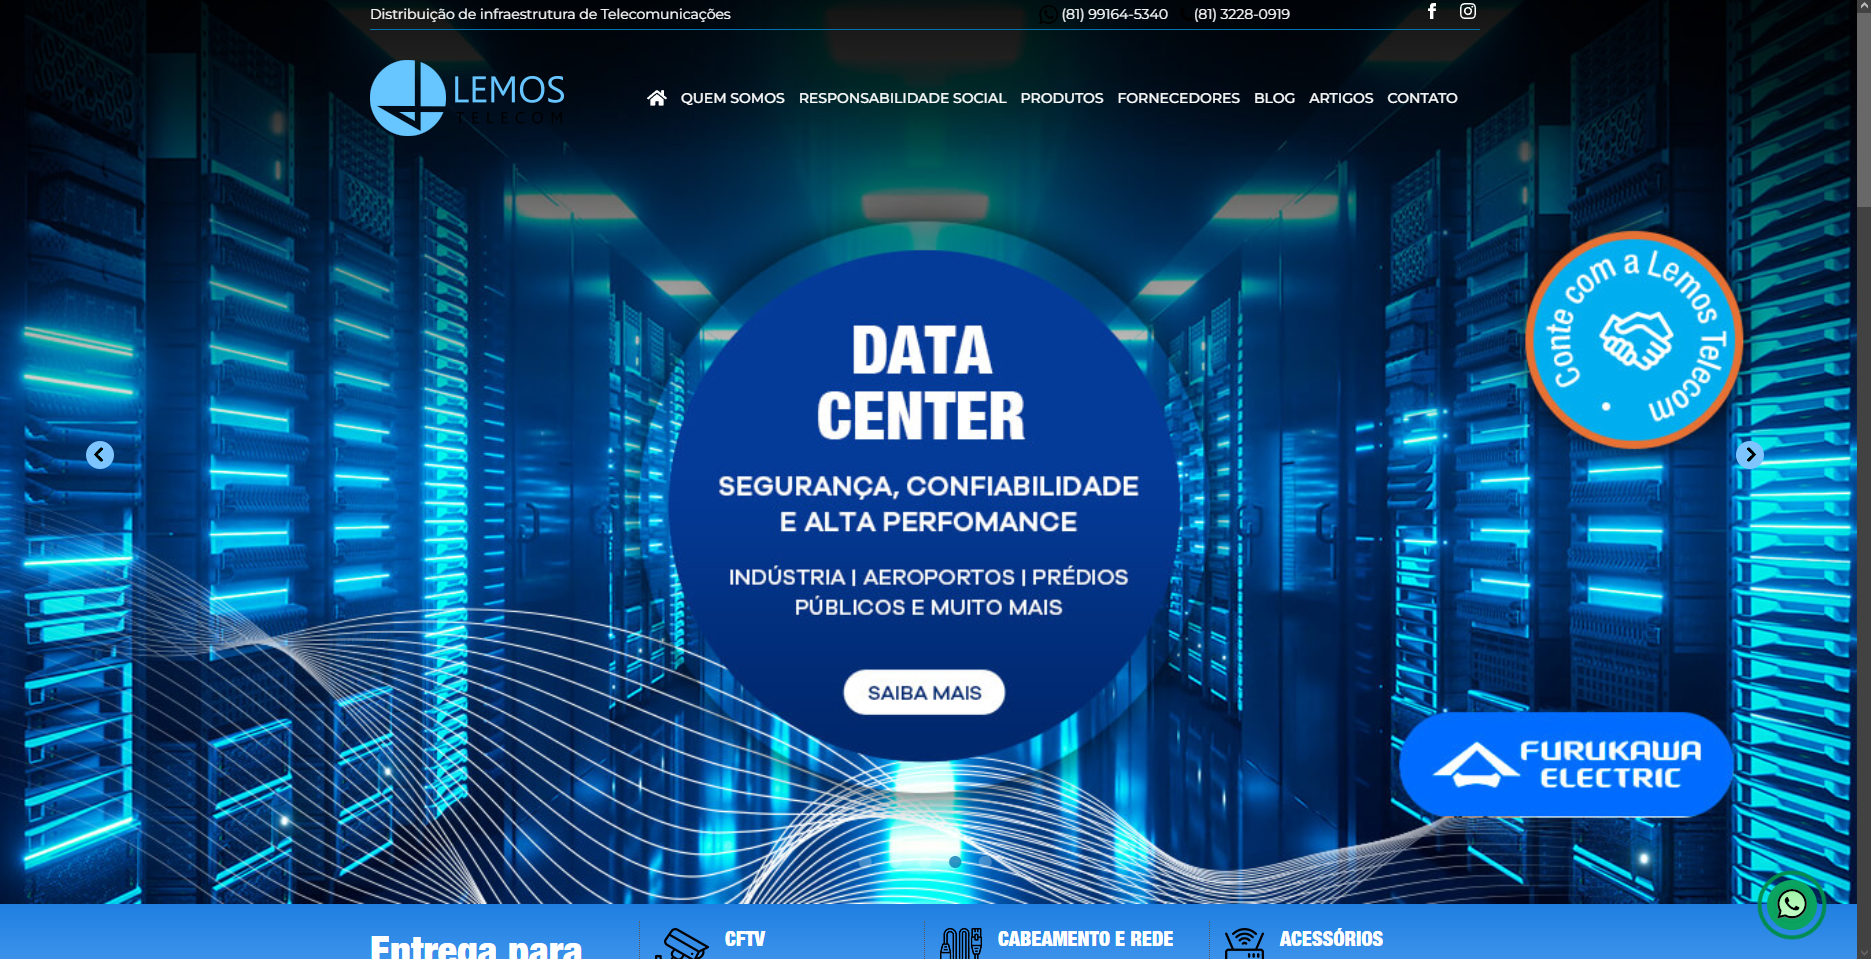 Distribuição de infraestrutura de Telecomunicações
(81) 99164-5340
(81) 3228-0919
LEMOS
TELECOM
QUEM SOMOS
RESPONSABILIDADE SOCIAL
PRODUTOS
FORNECEDORES
BLOG
ARTIGOS
CONTATO
Conte com a Lemos Telecom
DATA
CENTER
SEGURANÇA, CONFIABILIDADE
E ALTA PERFOMANCE
INDÚSTRIA | AEROPORTOS | PRÉDIOS
PÚBLICOS E MUITO MAIS
SAIBA MAIS
FURUKAWA
ELECTRIC
Entrega para
CFTV
CABEAMENTO E REDE
ACESSÓRIOS